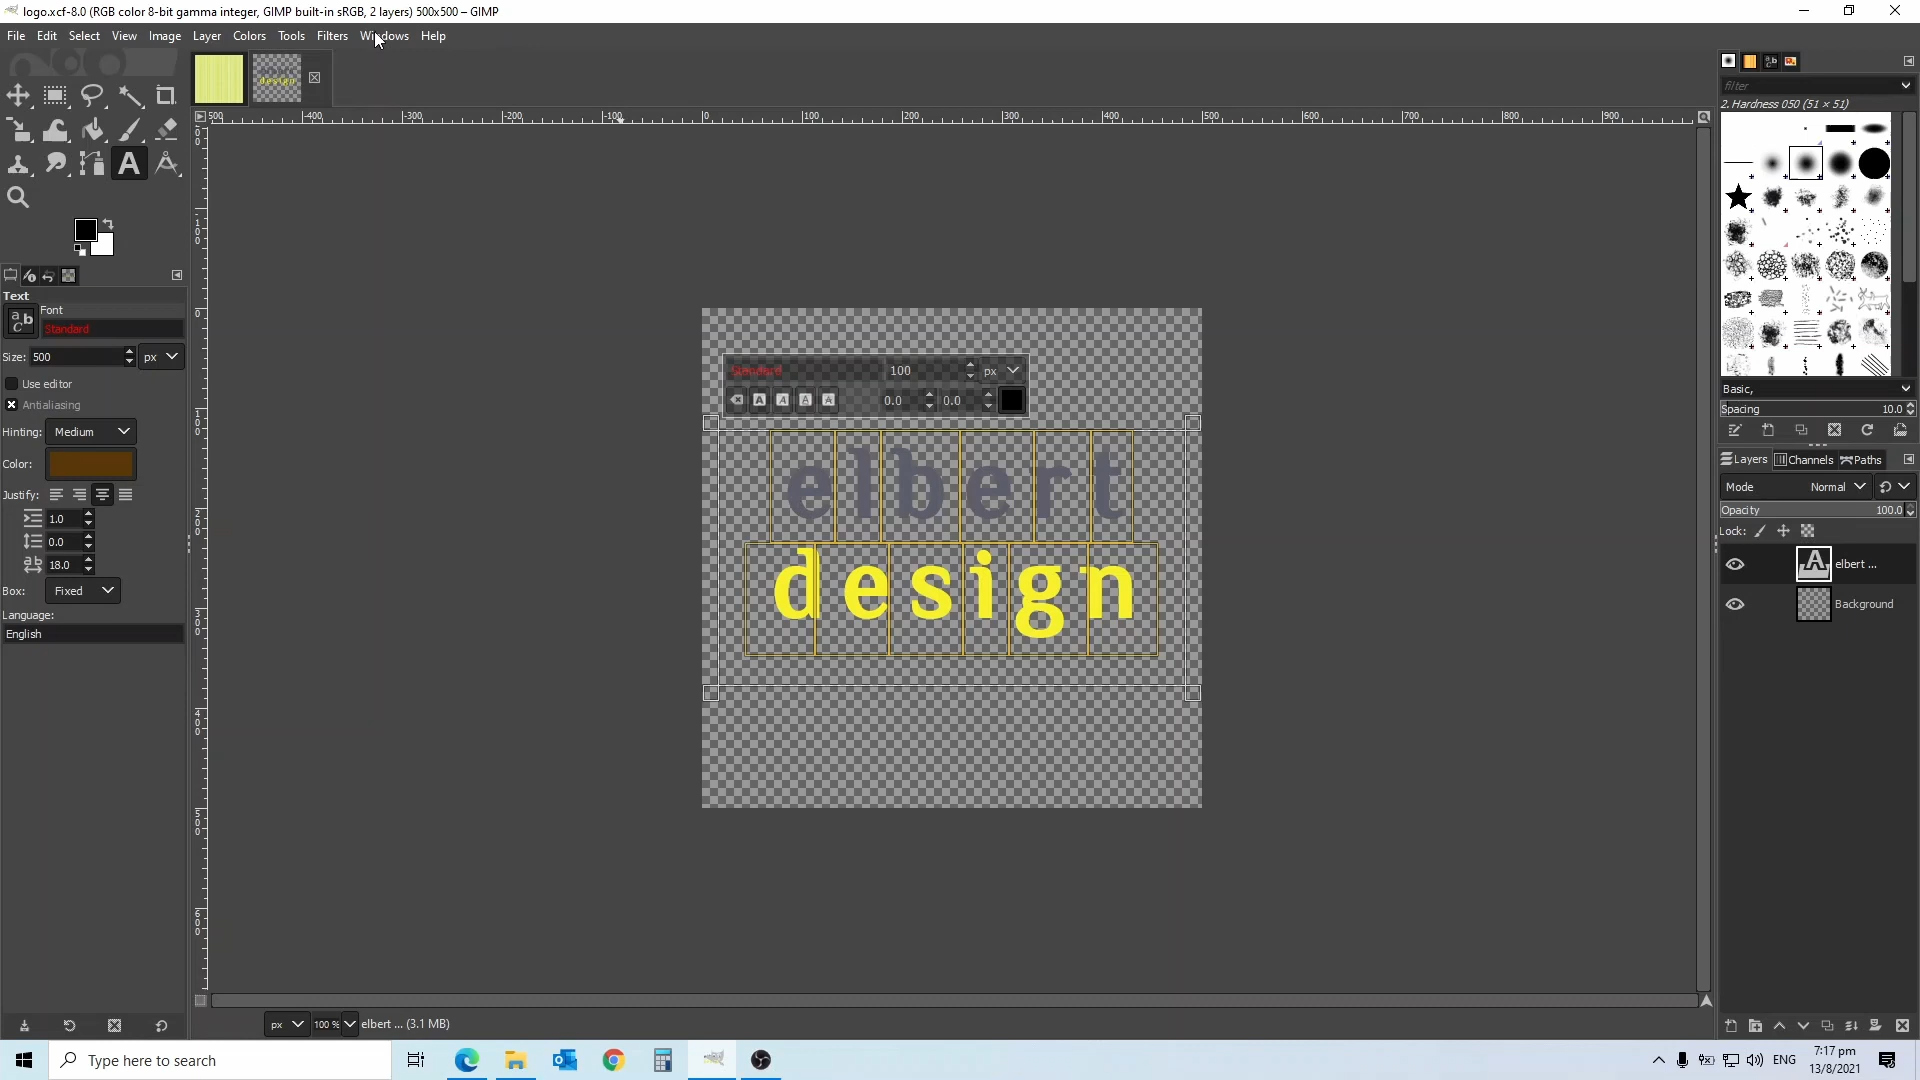 logo.xcf-8.0 (RGB color 8-bit gamma integer, GIMP built-in sRGB, 2 layers) 500x500 – GIMP
File Edit Select View Image Layer Colors Tools Filters Windows Help
filter
2. Hardness 050 (51 × 51)
Text
Font
Standard
Size: 500 px
Use editor
Antialiasing
Hinting: Medium
Color:
Justify:
1.0
0.0
18.0
Box: Fixed
Language:
English
Standard 100 px
0.0 0.0
elbert
design
Basic,
Spacing 10.0
Layers Channels Paths
Mode Normal
Opacity 100.0
Lock:
elbert ...
Background
px 100 % elbert ... (3.1 MB)
Type here to search
ENG
7:17 pm
13/8/2021